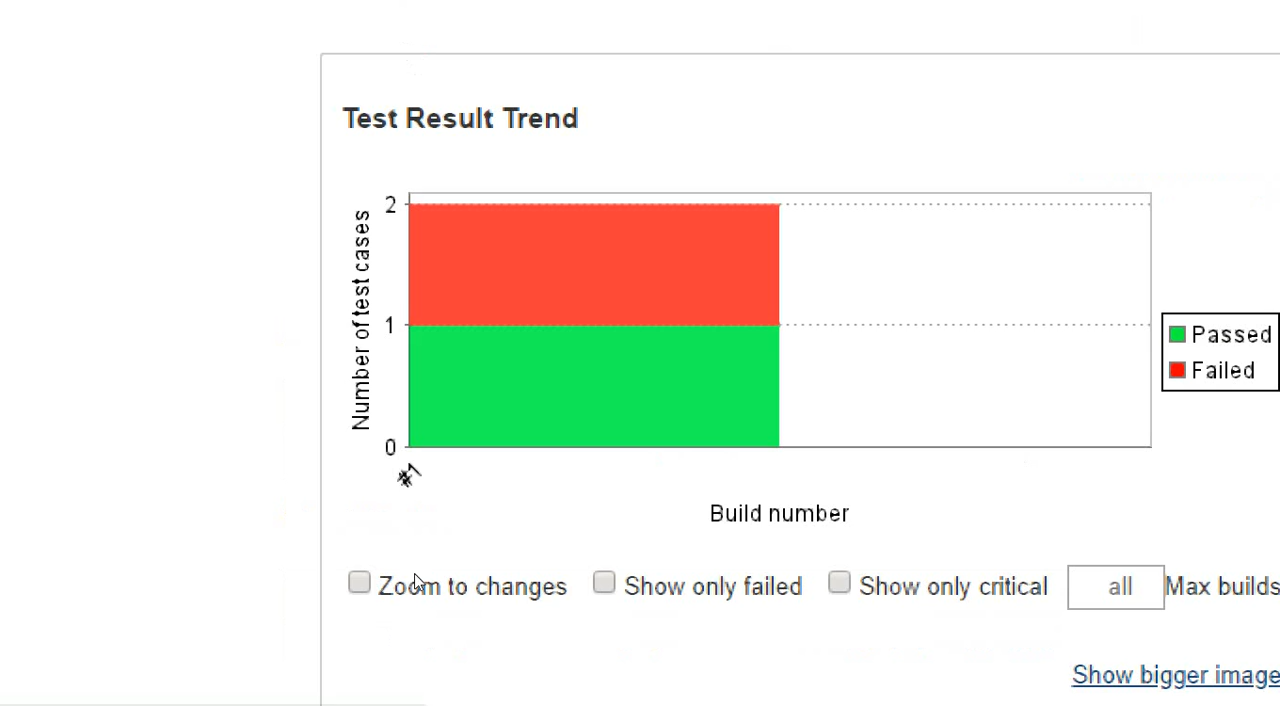 Test Result Trend
2
1
0
Number of test cases
#1
Build number
Passed
Failed
Zoom to changes Show only failed Show only critical all Max builds
Show bigger image